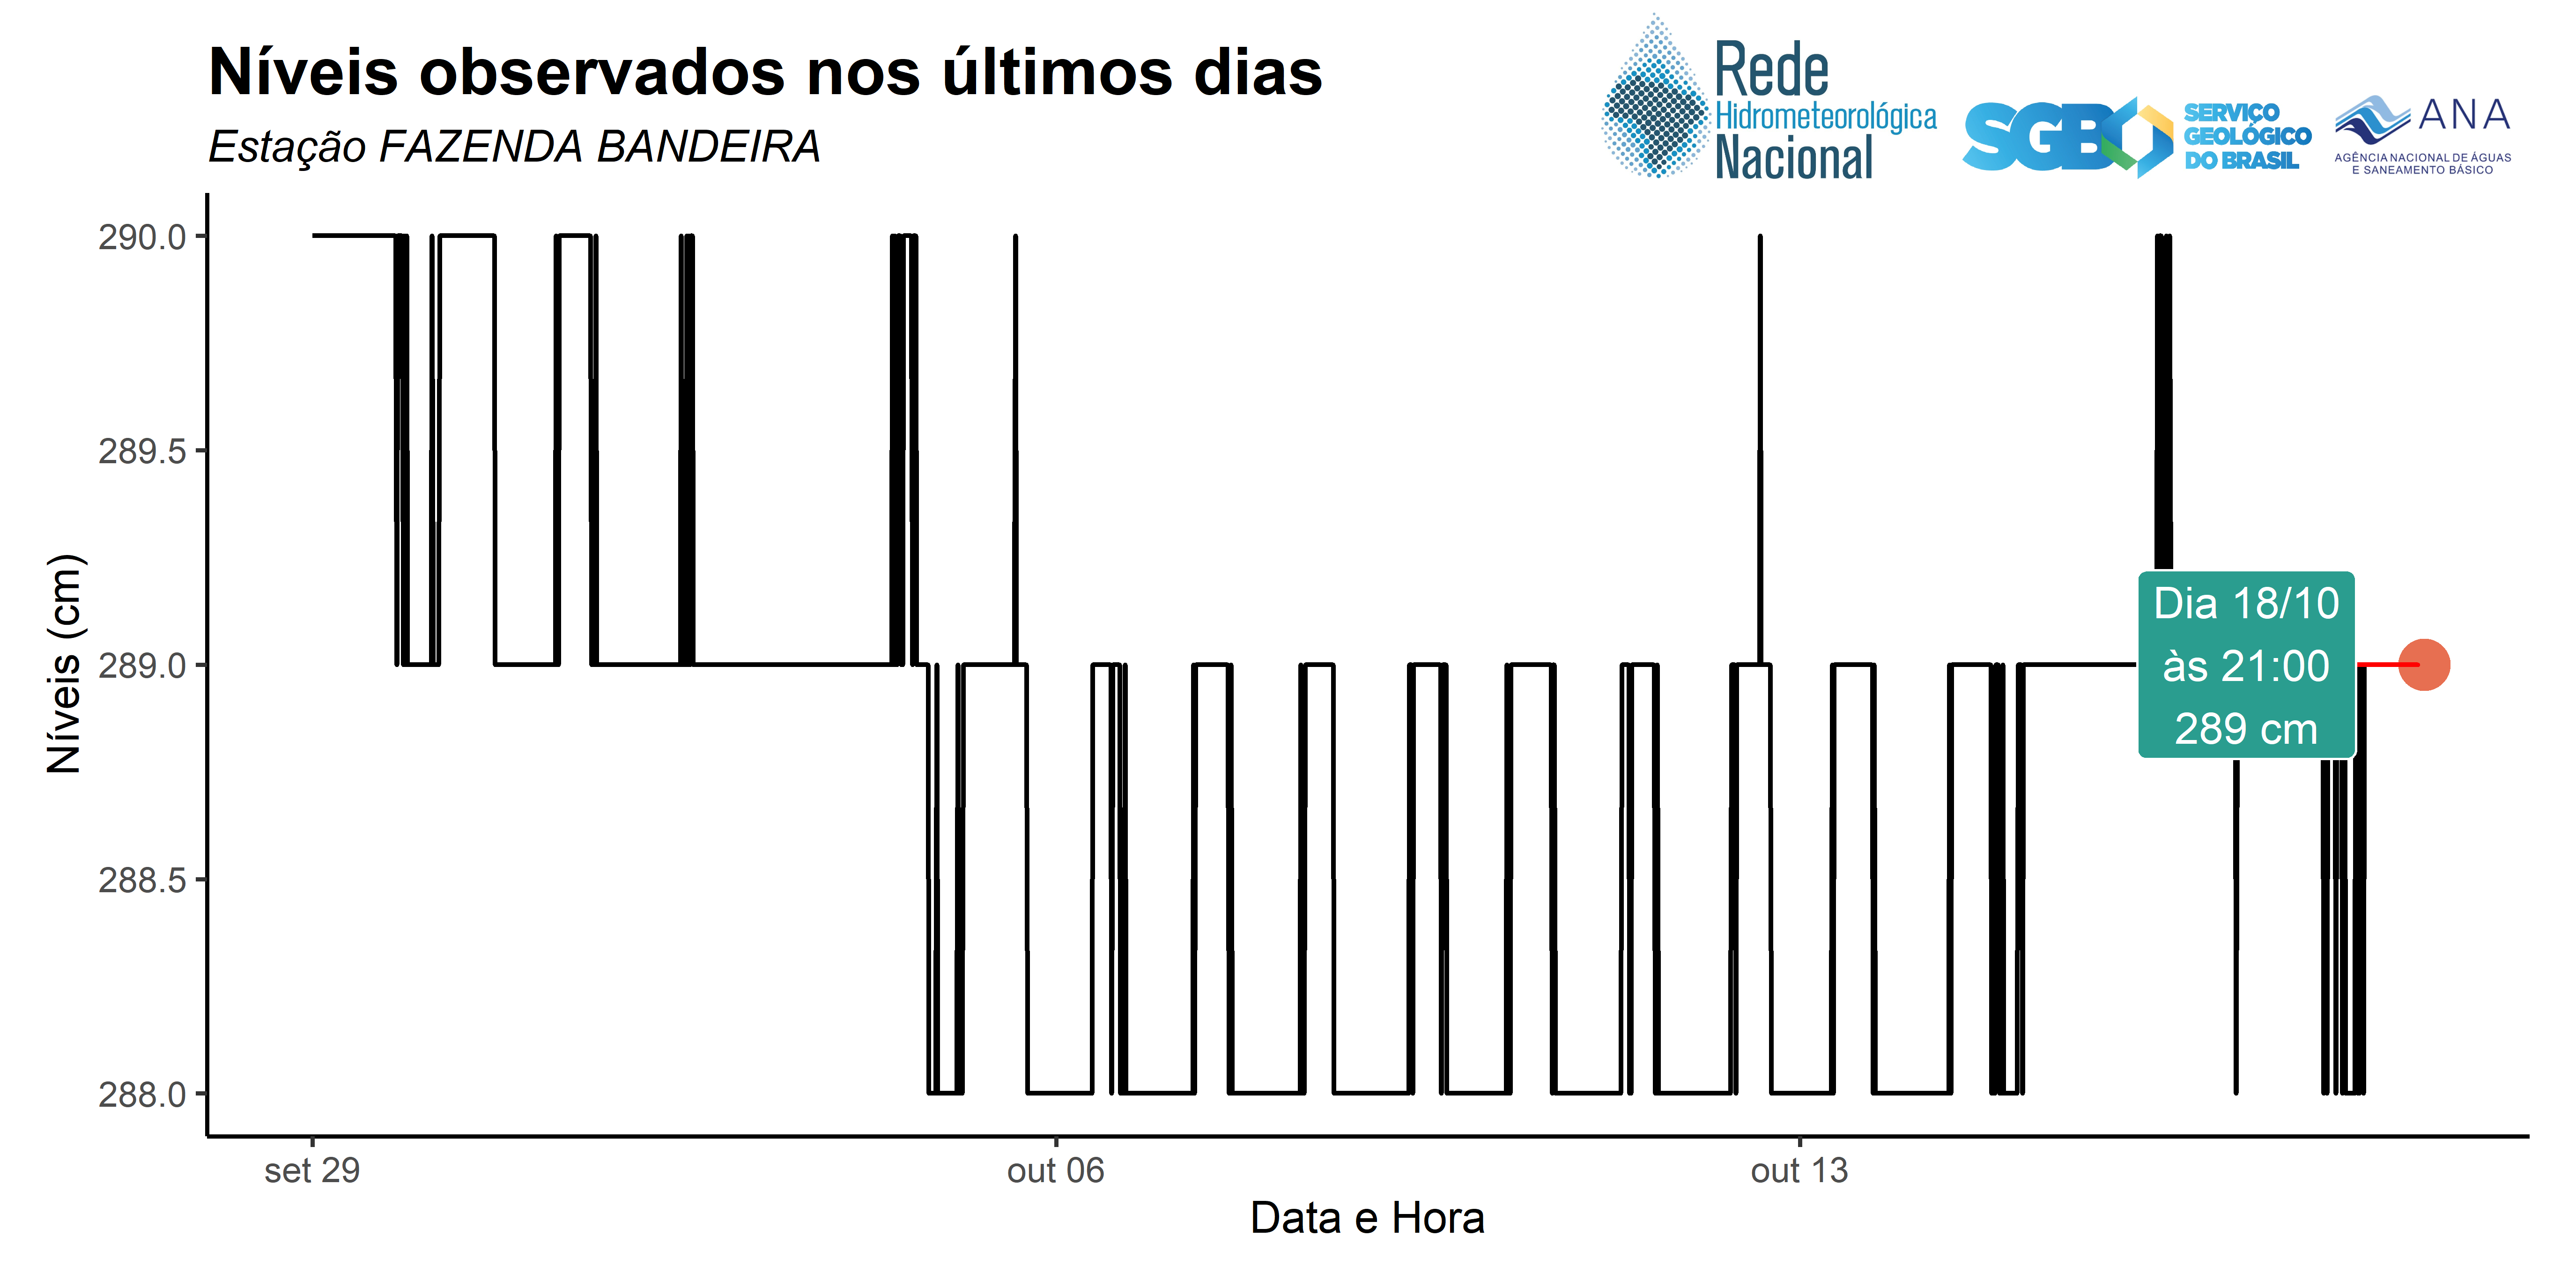 Níveis observados nos últimos dias
Estação FAZENDA BANDEIRA
Rede
Hidrometeorológica
Nacional
SGB
SERVIÇO
GEOLÓGICO
DO BRASIL
ANA
AGÊNCIA NACIONAL DE ÁGUAS
E SANEAMENTO BÁSICO
Níveis (cm)
290.0
289.5
289.0
288.5
288.0
Dia 18/10
às 21:00
289 cm
set 29
out 06
out 13
Data e Hora